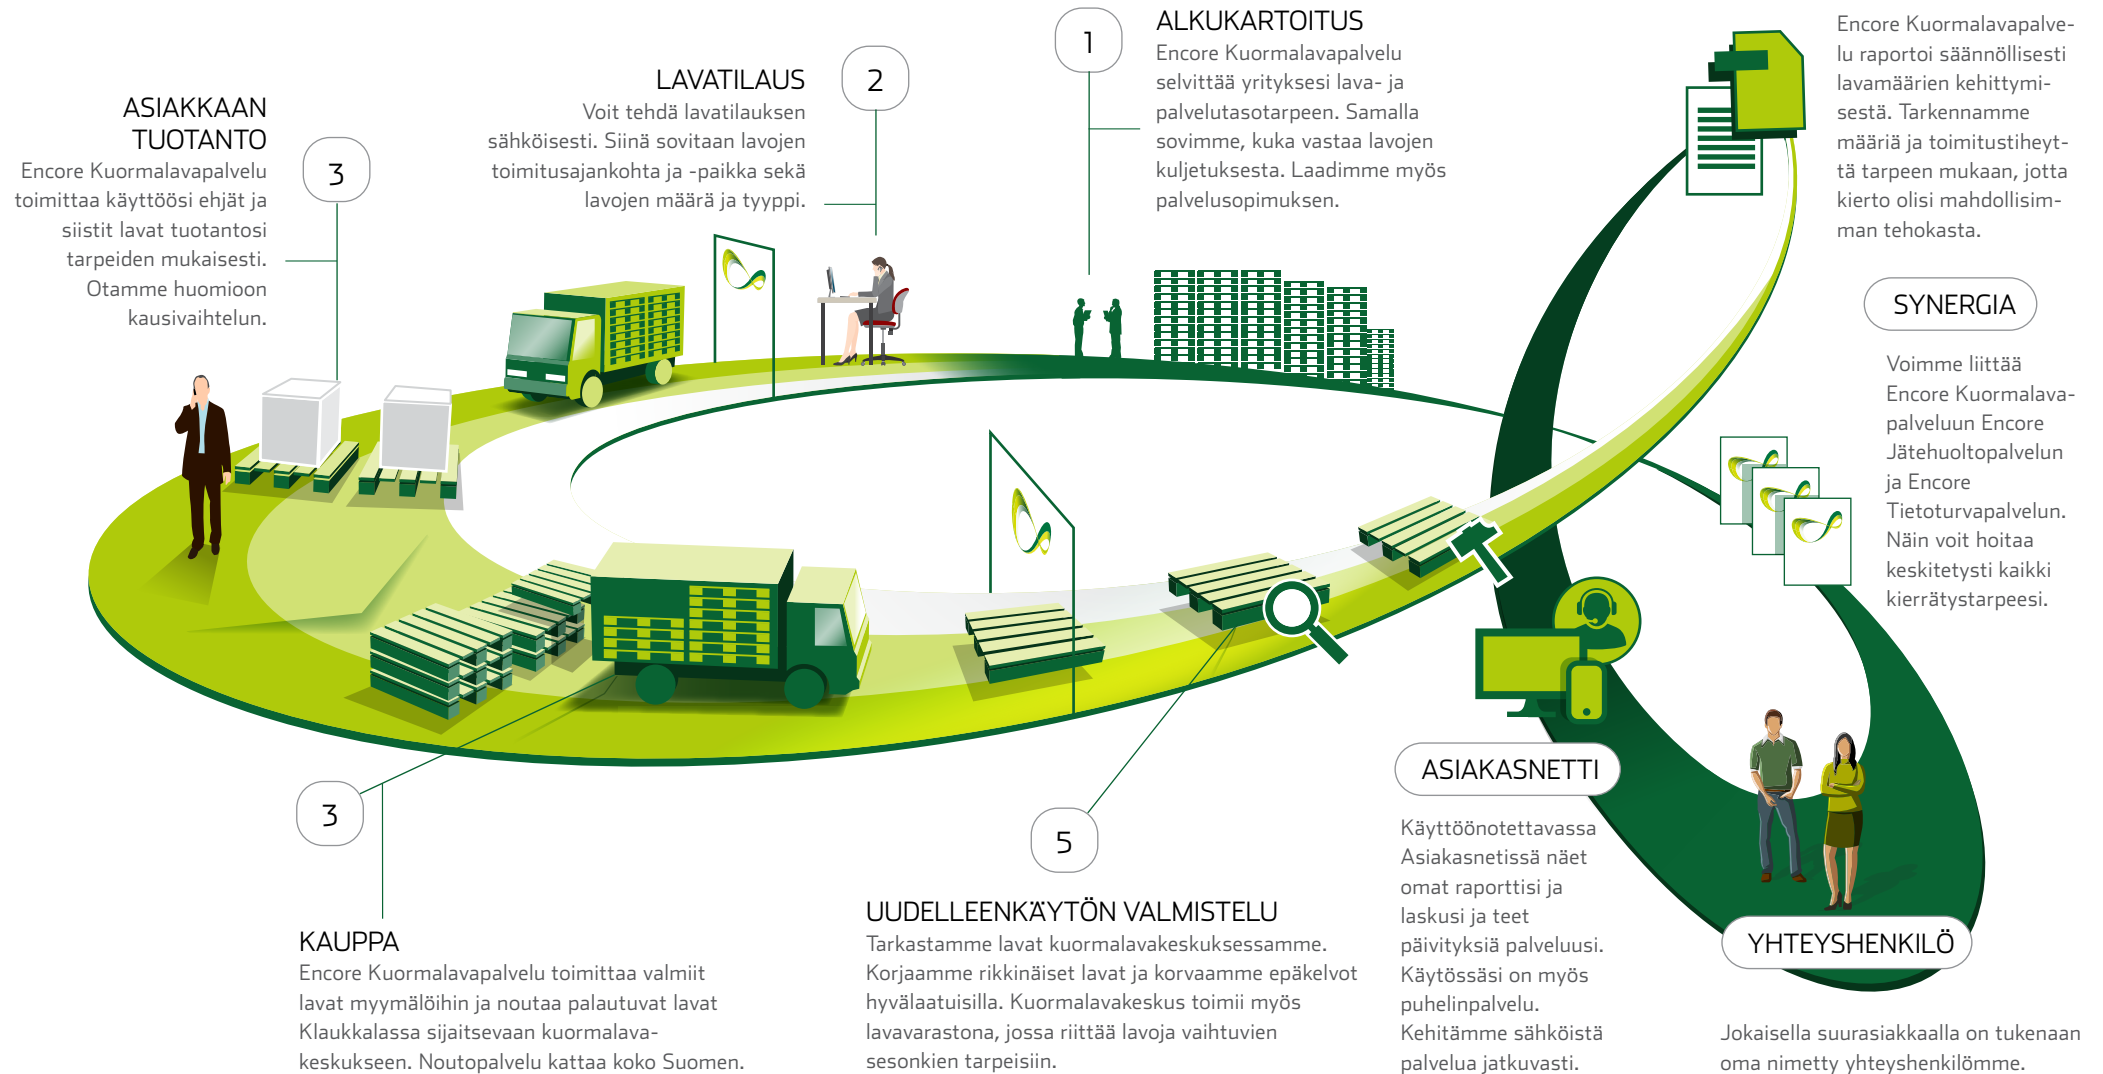 1
ALKUKARTOITUS
Encore Kuormalavapalvelu
selvittää yrityksesi lava- ja
palvelutasotarpeen. Samalla
sovimme, kuka vastaa lavojen
kuljetuksesta. Laadimme myös
palvelusopimuksen.
2
LAVATILAUS
Voit tehdä lavatilauksen
sähköisesti. Siinä sovitaan lavojen
toimitusajankohta ja -paikka sekä
lavojen määrä ja tyyppi.
3
ASIAKKAAN
TUOTANTO
Encore Kuormalavapalvelu
toimittaa käyttöösi ehjät ja
siistit lavat tuotantosi
tarpeiden mukaisesti.
Otamme huomioon
kausivaihtelun.
3
KAUPPA
Encore Kuormalavapalvelu toimittaa valmiit
lavat myymälöihin ja noutaa palautuvat lavat
Klaukkalassa sijaitsevaan kuormalava-
keskukseen. Noutopalvelu kattaa koko Suomen.
5
UUDELLEENKÄYTÖN VALMISTELU
Tarkastamme lavat kuormalavakeskuksessamme.
Korjaamme rikkinäiset lavat ja korvaamme epäkelvot
hyvälaatuisilla. Kuormalavakeskus toimii myös
lavavarastona, jossa riittää lavoja vaihtuvien
sesonkien tarpeisiin.
Encore Kuormalavapalve-
lu raportoi säännöllisesti
lavamäärien kehittymi-
sestä. Tarkennamme
määriä ja toimitustiheyt-
tä tarpeen mukaan, jotta
kierto olisi mahdollisim-
man tehokasta.
SYNERGIA
Voimme liittää
Encore Kuormalava-
palveluun Encore
Jätehuoltopalvelun
ja Encore
Tietoturvapalvelun.
Näin voit hoitaa
keskitetysti kaikki
kierrätystarpeesi.
ASIAKASNETTI
Käyttöönotettavassa
Asiakasnetissä näet
omat raporttisi ja
laskusi ja teet
päivityksiä palveluusi.
Käytössäsi on myös
puhelinpalvelu.
Kehitämme sähköistä
palvelua jatkuvasti.
YHTEYSHENKILÖ
Jokaisella suurasiakkaalla on tukenaan
oma nimetty yhteyshenkilömme.